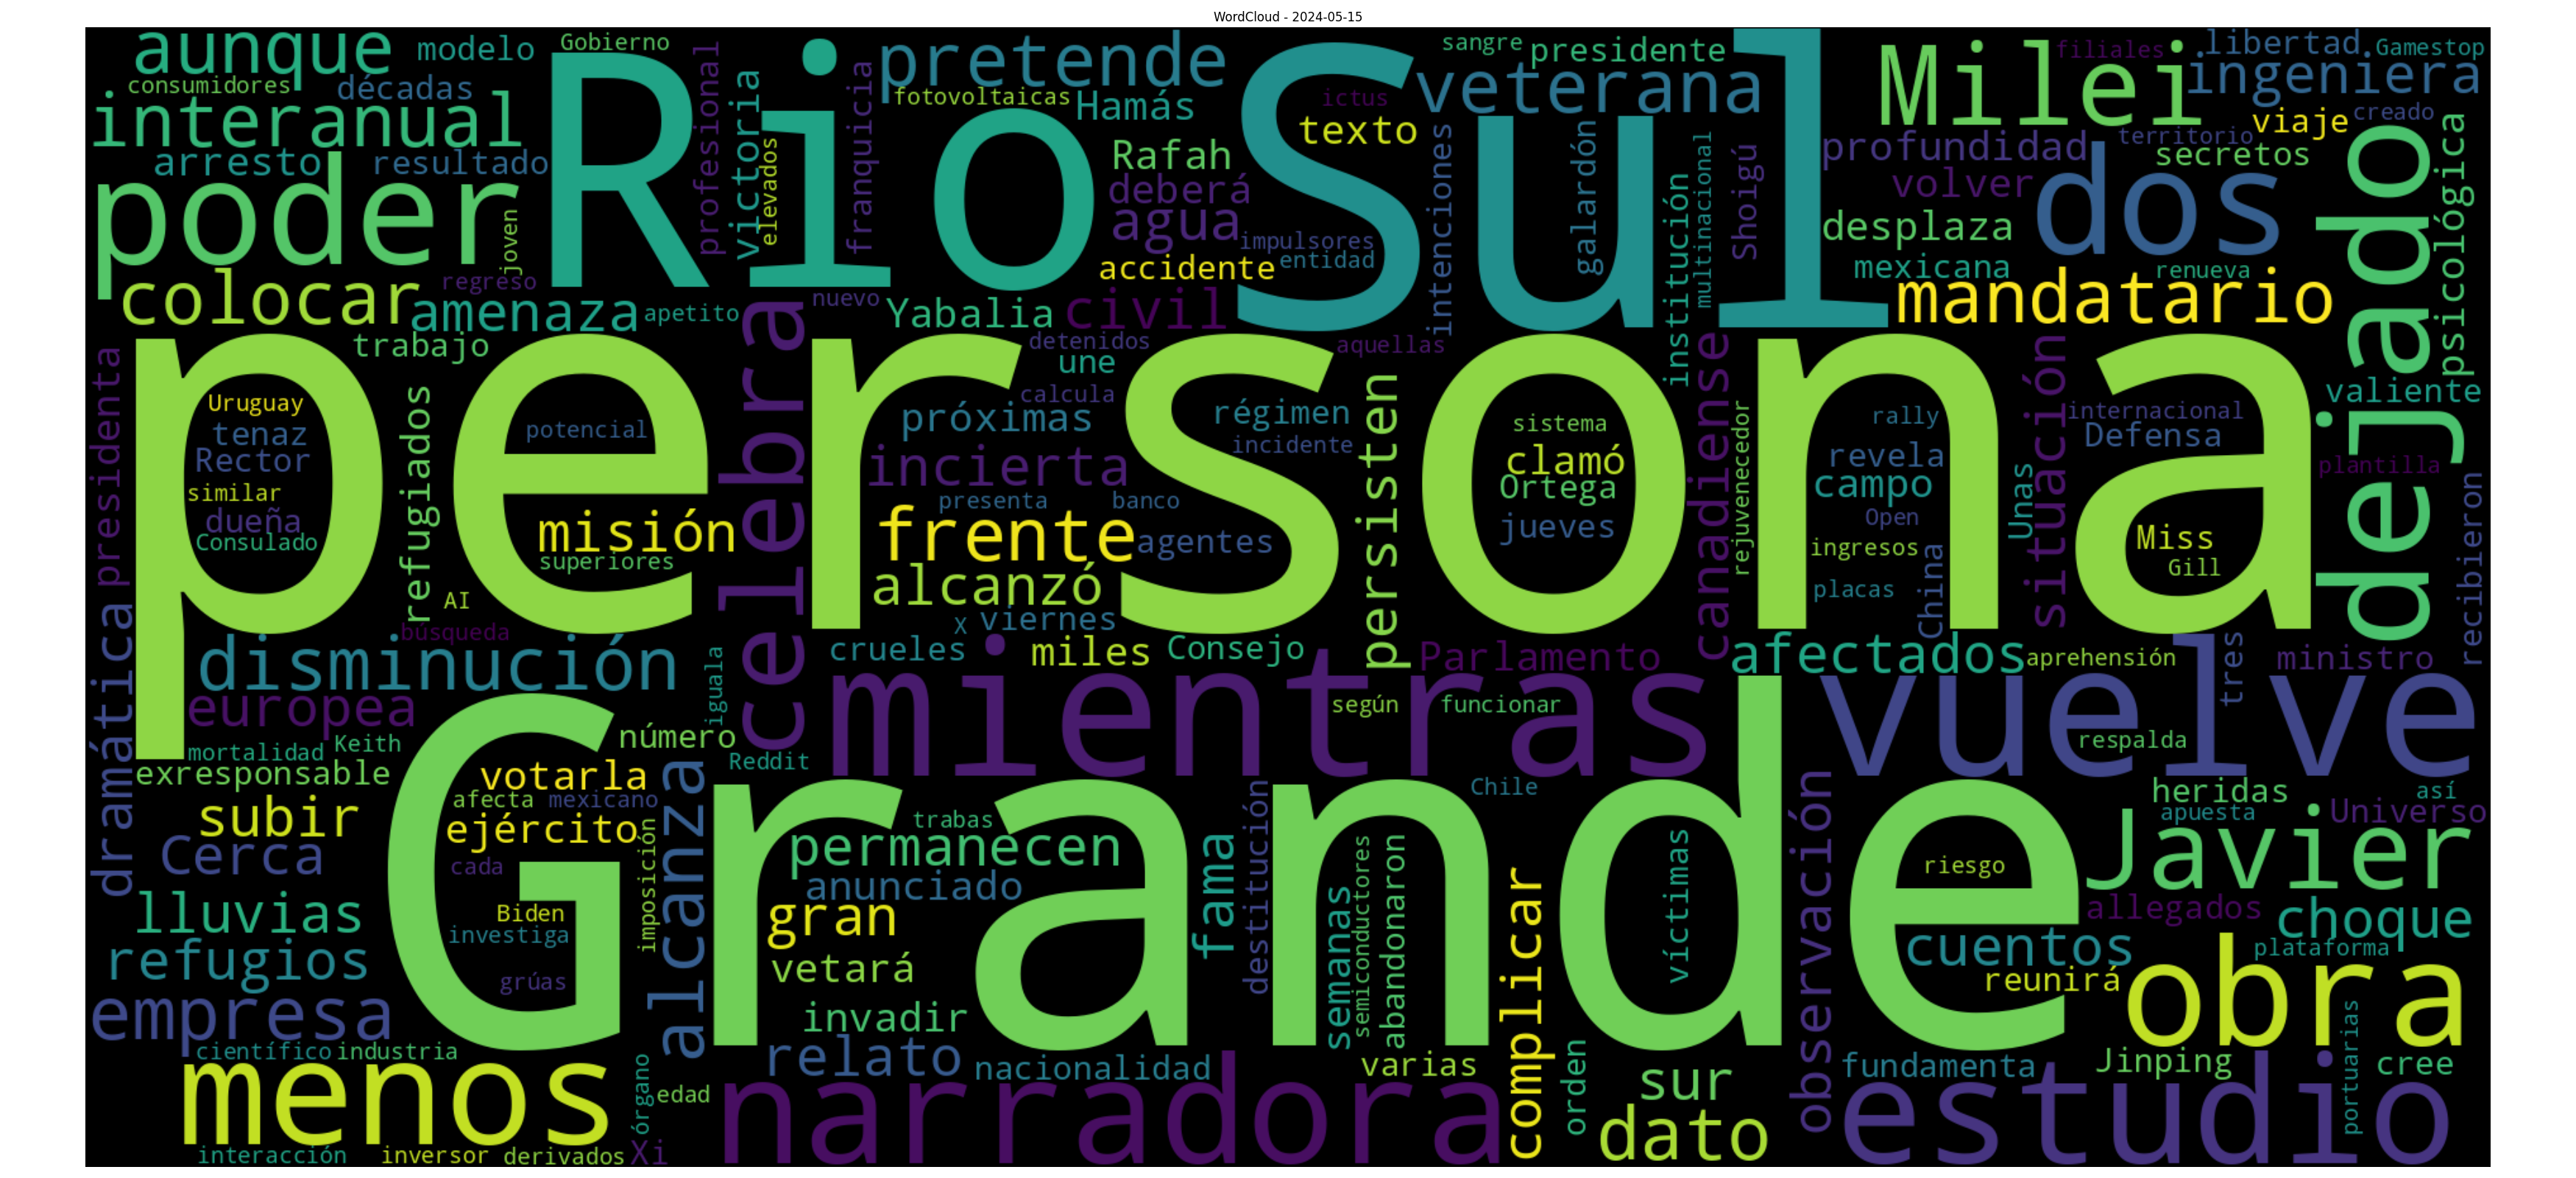 WordCloud - 2024-05-15
aunque
modelo
Gobierno
consumidores
décadas
interanual
arresto
resultado
poder
joven
colocar
regreso
amenaza
apetito
trabajo
Rio
profesional
victoria
elevados
franquicia
pretende
fotovoltaicas
Hamás
Rafah
deberá
agua
impulsores
entidad
accidente
nuevo
Yabalia
civil
Sul
sangre
presidente
veterana
ictus
texto
intenciones
galardón
institución
multinacional
Shoigú
Milei
filiales
libertad
Gamestop
ingeniera
creado
viaje
territorio
profundidad
secretos
volver
dos
desplaza
mexicana
renueva
mandatario
dejado
psicológica
valiente
persona
presidenta
Uruguay
tenaz
Rector
similar
dueña
Consulado
refugiados
AI
búsqueda
potencial
misión
superiores
celebra
detenidos
une
calcula
próximas
incierta
presenta
banco
frente
agentes
alcanzó
X
viernes
aquellas
régimen
incidente
persisten
sistema
clamó
Ortega
jueves
canadiense
rejuvenecedor
rally
revela
campo
Open
ingresos
placas
China
Unas
situación
internacional
Defensa
Miss
Gill
plantilla
recibieron
crueles
miles
Consejo
Parlamento
afectados
aprehensión
tres
ministro
dramática
disminución
europea
iguala
mortalidad
Keith
número
exresponsable
Reddit
mientras
según
funcionar
vuelve
respalda
Grande
votarla
afecta
mexicano
ejército
cada
Biden
investiga
grúas
imposición
alcanza
subir
Cerca
lluvias
refugios
empresa
científico
industria
menos
órgano
edad
interacción
inversor
derivados
Xi
trabas
permanecen
anunciado
gran
vetará
invadir
relato
nacionalidad
fama
destitución
Chile
semanas
semiconductores
abandonaron
varias
complicar
víctimas
orden
sur
dato
narradora
observación
heridas
así
apuesta
Universo
Javier
riesgo
allegados
choque
cuentos
plataforma
reunirá
obra
fundamenta
Jinping
portuarias
cree
estudio